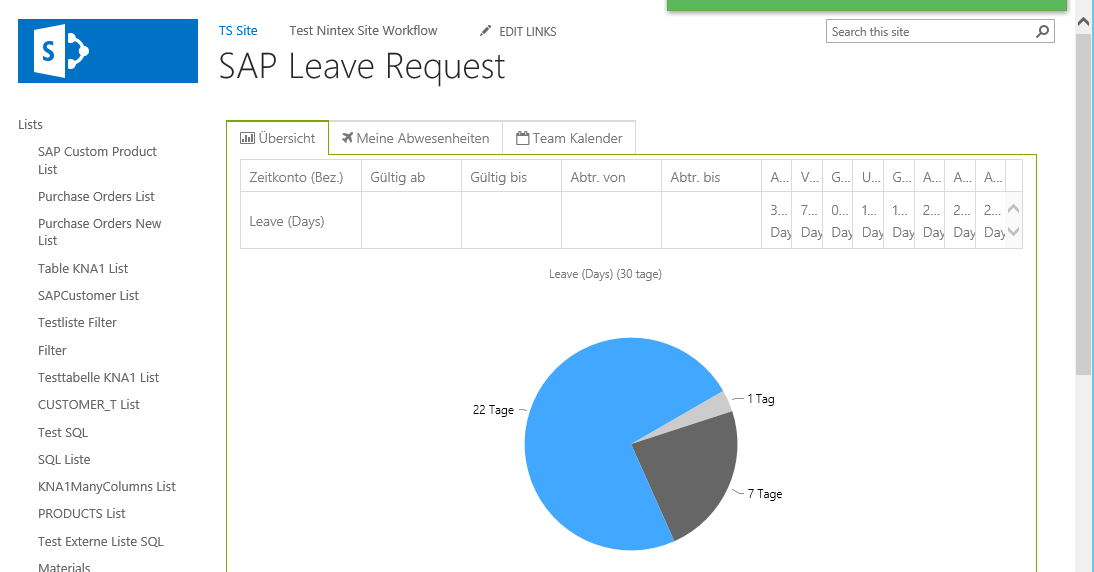 TS Site Test Nintex Site Workflow EDIT LINKS
Search this site
S
SAP Leave Request
Lists
SAP Custom Product
List
Purchase Orders List
Purchase Orders New
List
Table KNA1 List
SAPCustomer List
Testliste Filter
Filter
Testtabelle KNA1 List
CUSTOMER_T List
Test SQL
SQL Liste
KNA1ManyColumns List
PRODUCTS List
Test Externe Liste SQL
Materials
Übersicht Meine Abwesenheiten Team Kalender
Zeitkonto (Bez.) Gültig ab Gültig bis Abtr. von Abtr. bis A... V... G... U... G... A... A... A...
Leave (Days) 3... 7... 0... 1... 1... 2... 2... 2...
Day Day Day Day Day Day Day Day
Leave (Days) (30 tage)
22 Tage
1 Tag
7 Tage